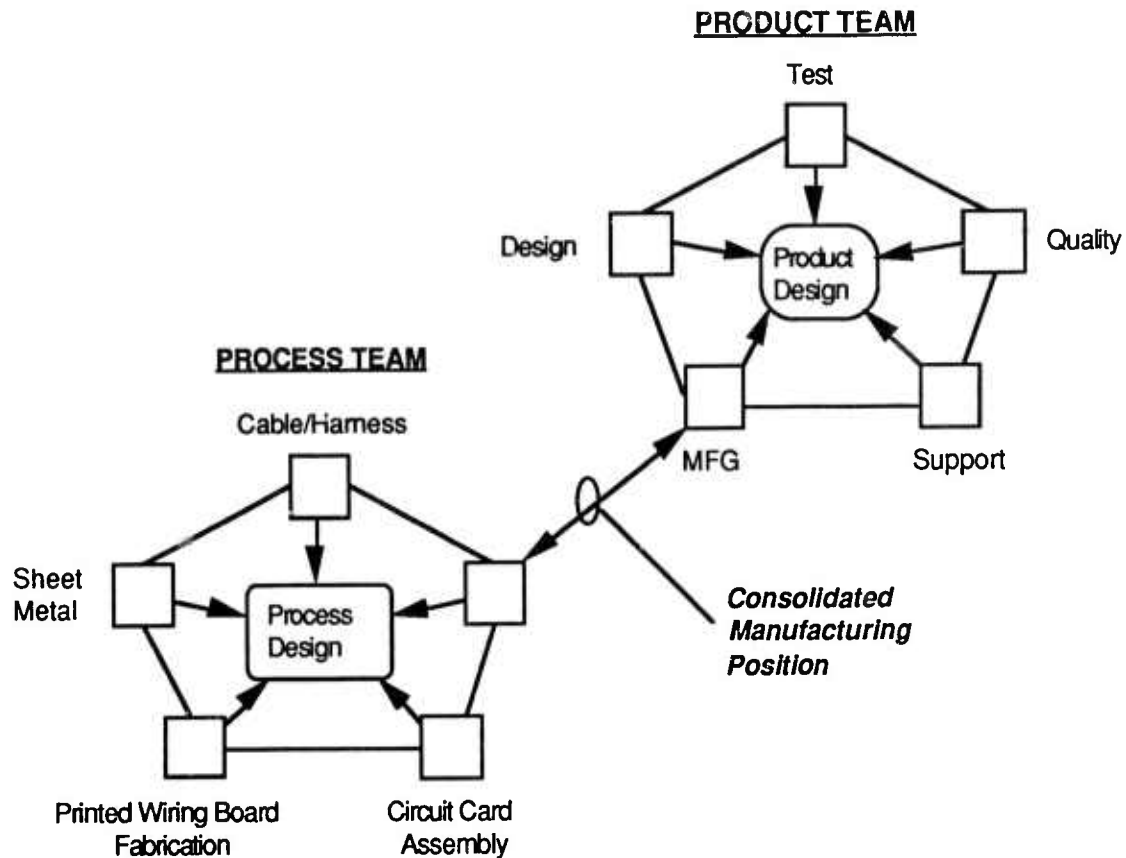 PRODUCT TEAM
Test
Design
Product
Design
Quality
MFG
Support
PROCESS TEAM
Cable/Harness
Sheet
Metal
Process
Design
Consolidated
Manufacturing
Position
Printed Wiring Board
Fabrication
Circuit Card
Assembly